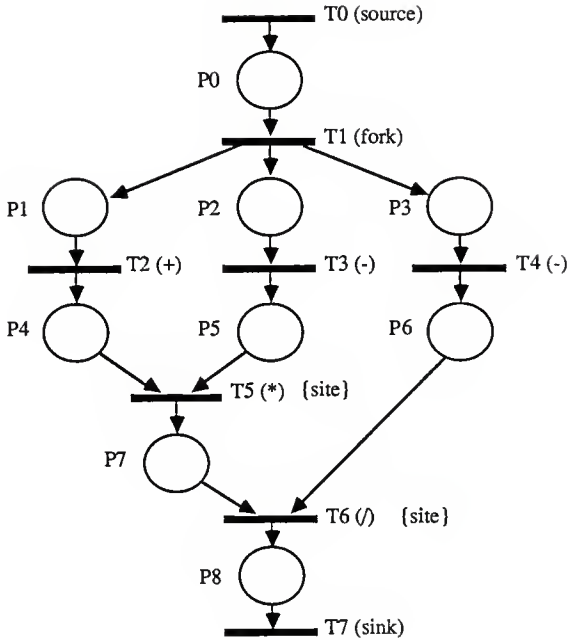 T0 (source)
P0
T1 (fork)
P1
P2
P3
T2 (+)
T3 (-)
T4 (-)
P4
P5
P6
T5 (*) {site}
P7
T6 (/) {site}
P8
T7 (sink)